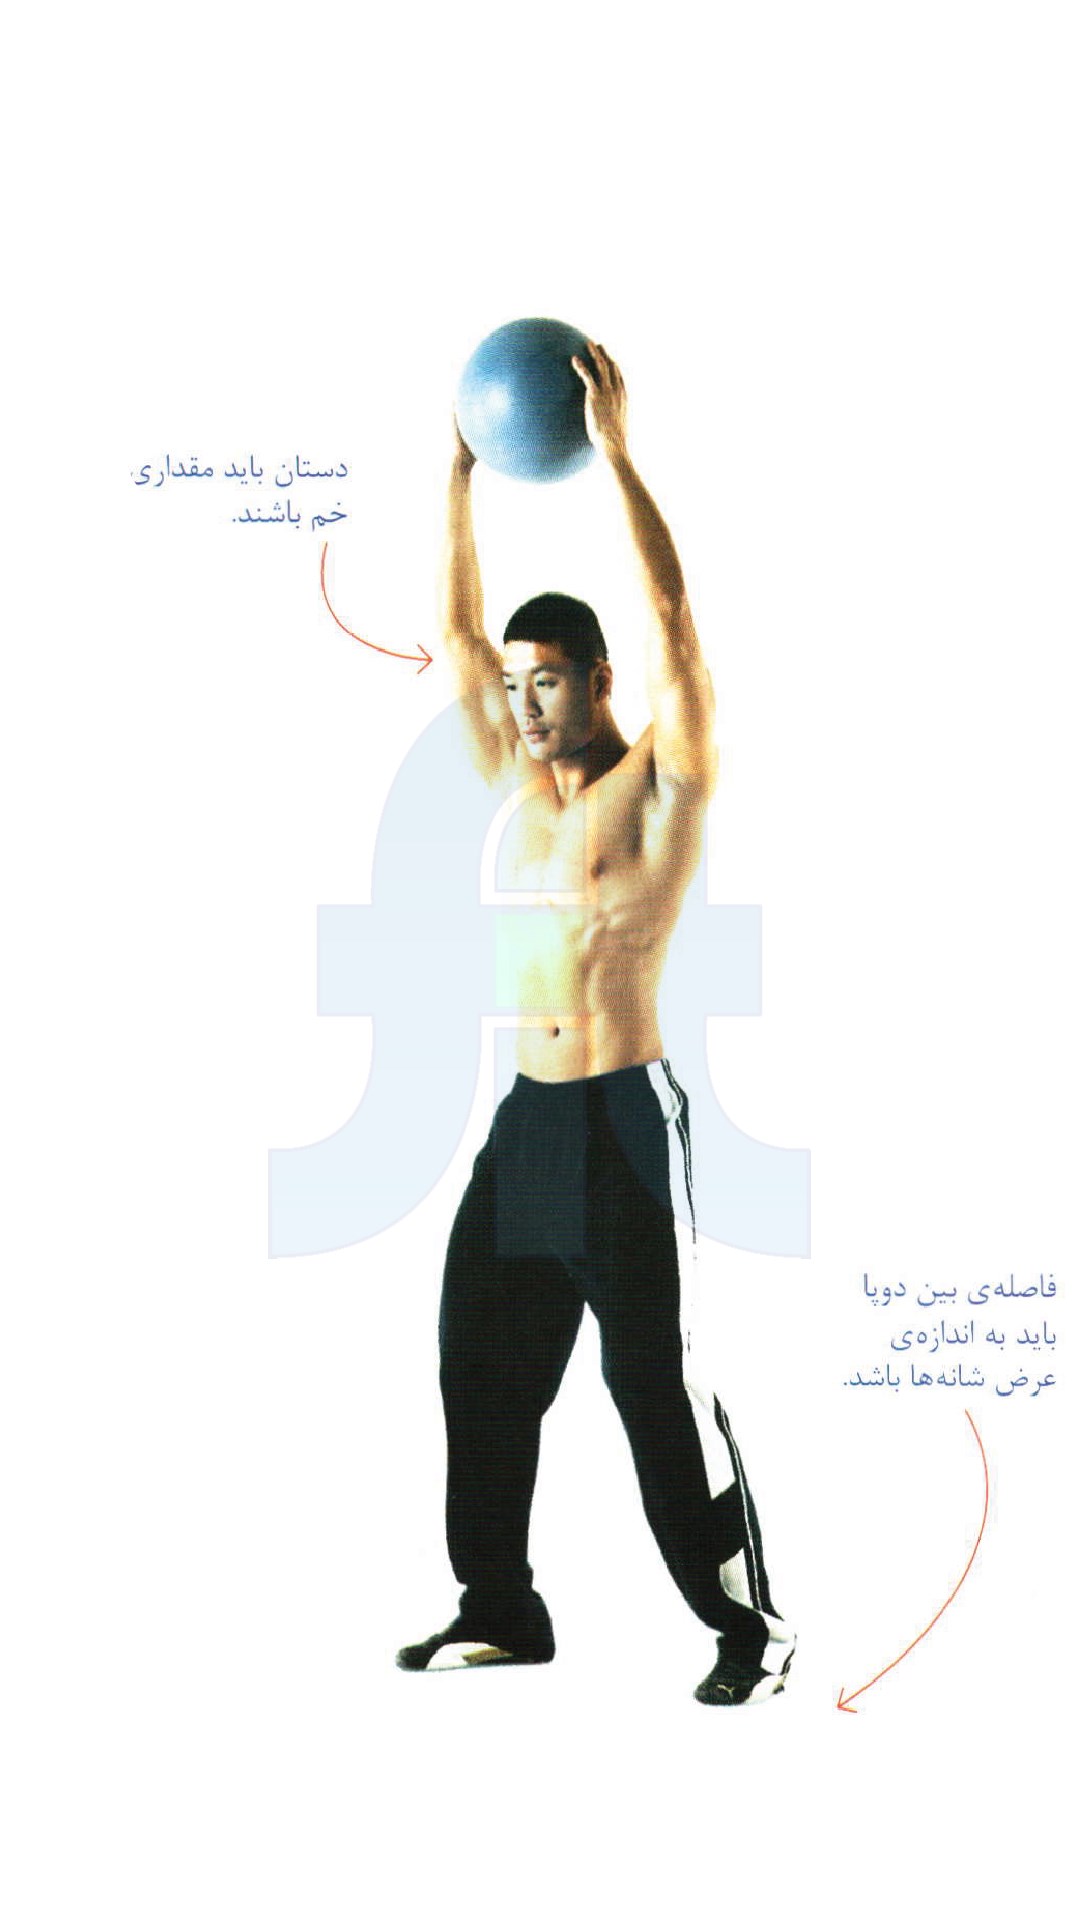 دستان باید مقداری
خم باشند.
فاصله‌ی بین دوپا
باید به اندازه‌ی
عرض شانه‌ها باشد.